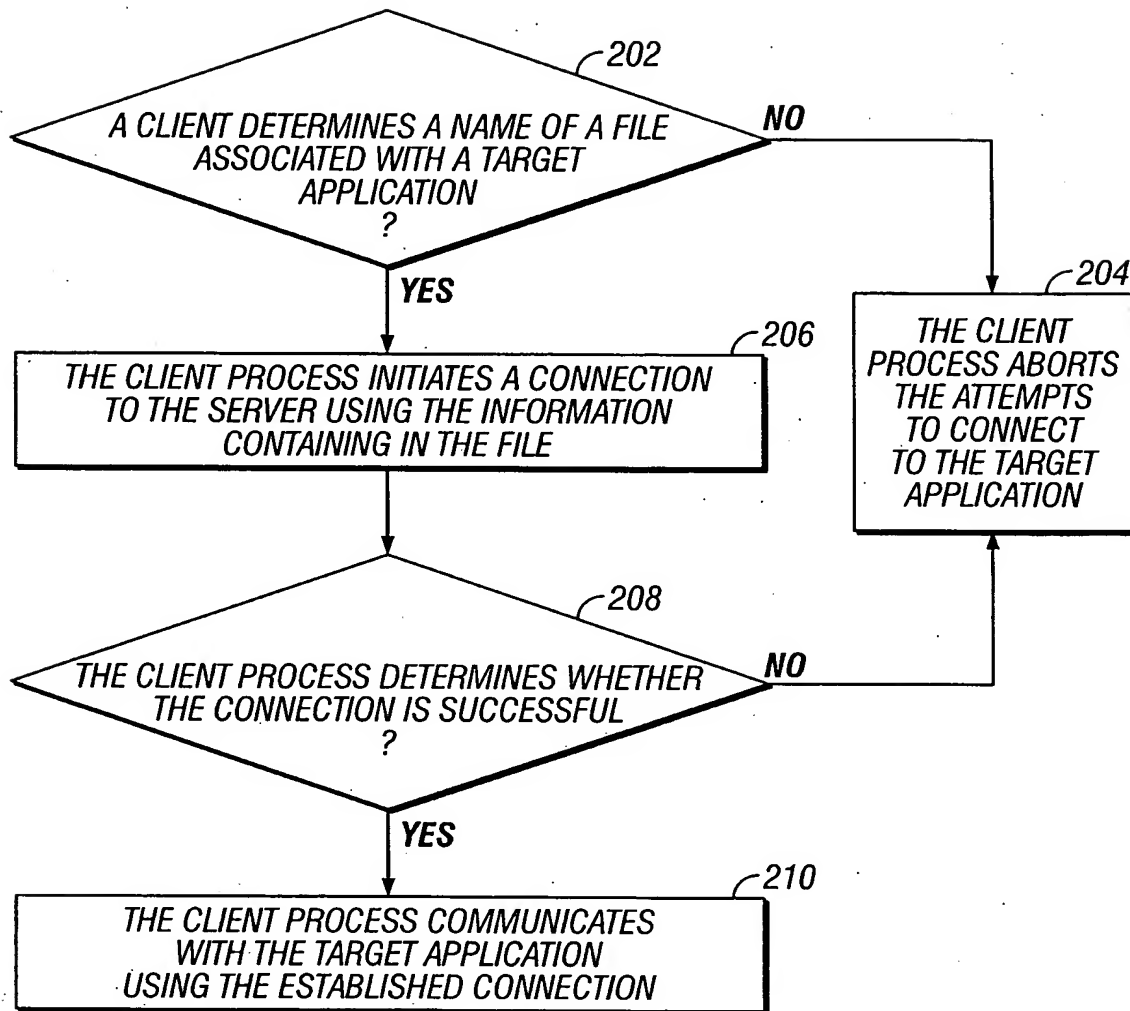 202
A CLIENT DETERMINES A NAME OF A FILE
ASSOCIATED WITH A TARGET
APPLICATION
?
NO
YES
204
THE CLIENT
PROCESS ABORTS
THE ATTEMPTS
TO CONNECT
TO THE TARGET
APPLICATION
206
THE CLIENT PROCESS INITIATES A CONNECTION
TO THE SERVER USING THE INFORMATION
CONTAINING IN THE FILE
208
THE CLIENT PROCESS DETERMINES WHETHER
THE CONNECTION IS SUCCESSFUL
?
NO
YES
210
THE CLIENT PROCESS COMMUNICATES
WITH THE TARGET APPLICATION
USING THE ESTABLISHED CONNECTION